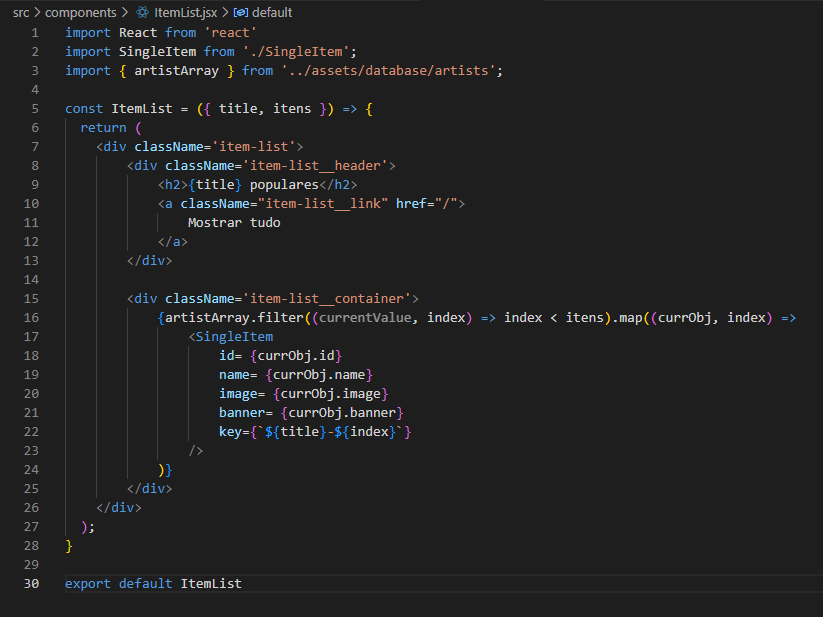 src > components > ItemList.jsx > default
1 import React from 'react'
2 import SingleItem from './SingleItem';
3 import { artistArray } from '../assets/database/artists';
4
5 const ItemList = ({ title, itens }) => {
6   return (
7     <div className='item-list'>
8         <div className='item-list__header'>
9             <h2>{title} populares</h2>
10             <a className="item-list__link" href="/">
11                 Mostrar tudo
12             </a>
13         </div>
14
15         <div className='item-list__container'>
16             {artistArray.filter((currentValue, index) => index < itens).map((currObj, index) =>
17                 <SingleItem
18                     id= {currObj.id}
19                     name= {currObj.name}
20                     image= {currObj.image}
21                     banner= {currObj.banner}
22                     key={`${title}-${index}`}
23                 />
24             )}
25         </div>
26     </div>
27   );
28 }
29
30 export default ItemList